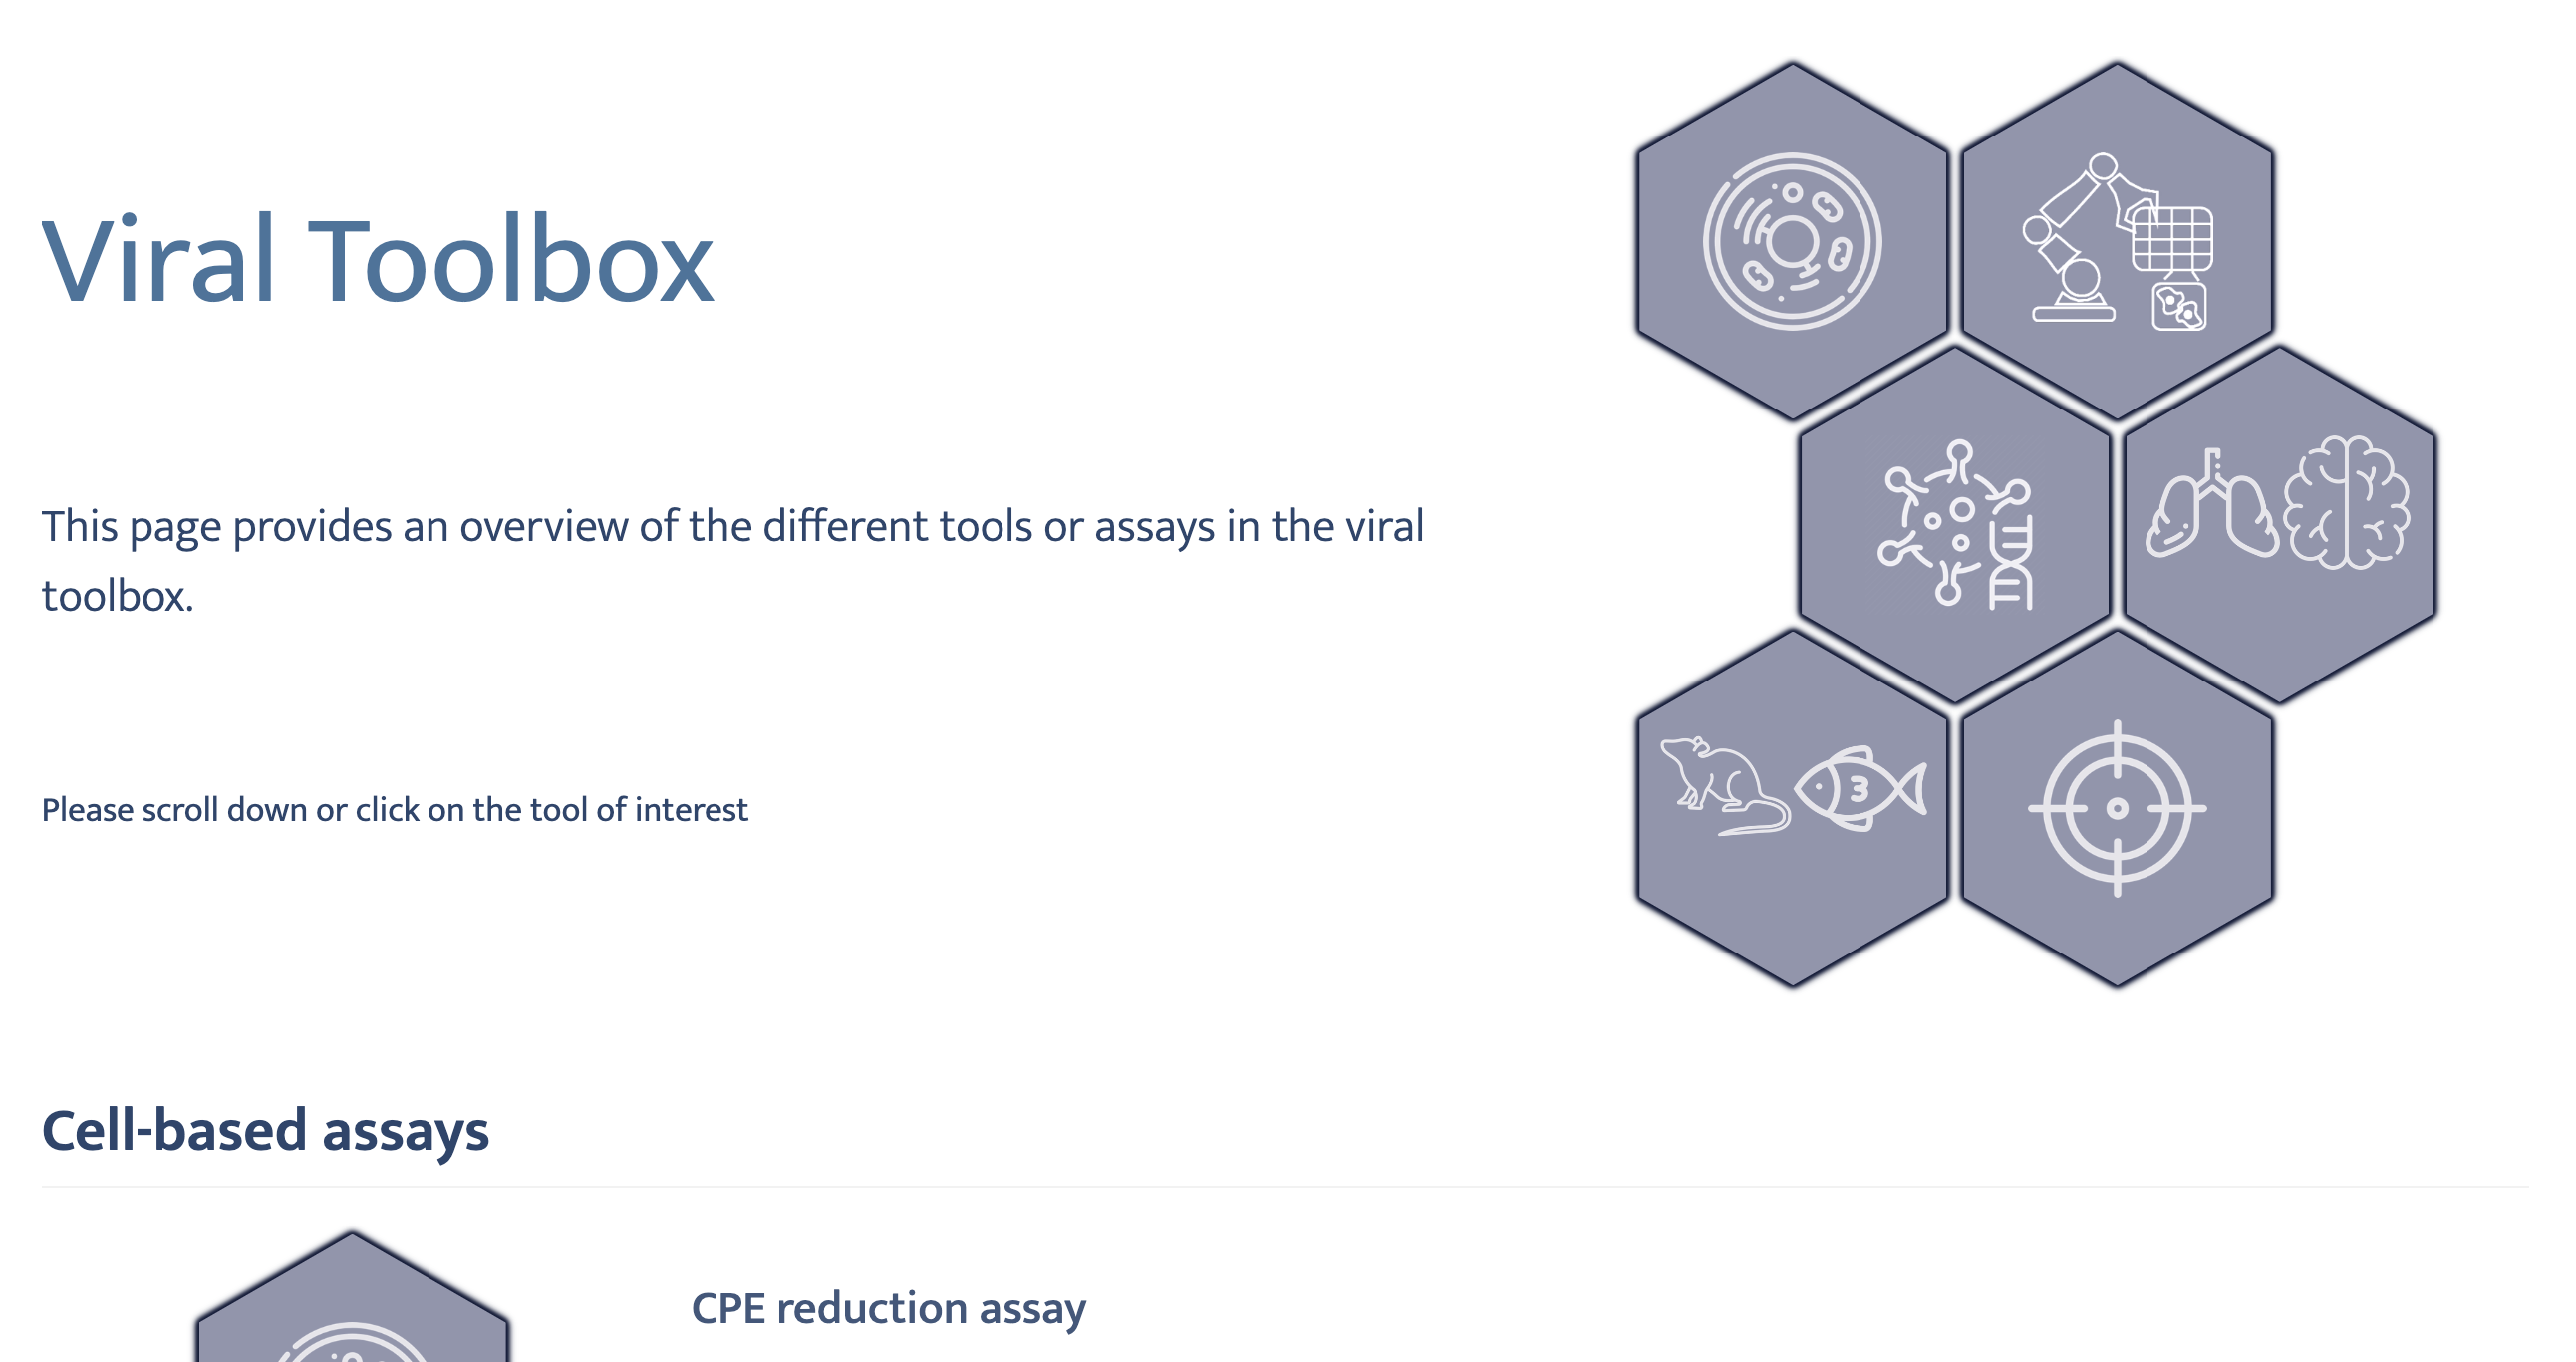 Viral Toolbox
This page provides an overview of the different tools or assays in the viral
toolbox.
Please scroll down or click on the tool of interest
3
Cell-based assays
CPE reduction assay